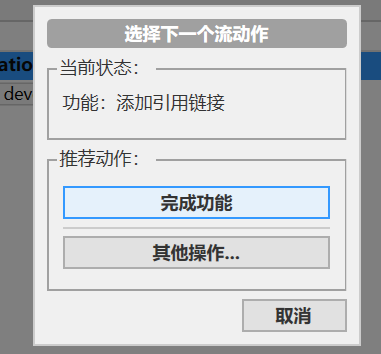 选择下一个流动作
当前状态：
功能：添加引用链接
推荐动作：
完成功能
其他操作...
取消
atio
dev